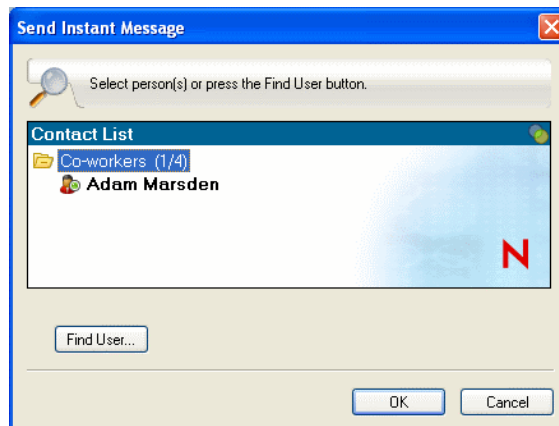 Send Instant Message
Select person(s) or press the Find User button.
Contact List
Co-workers (1/4)
Adam Marsden
N
Find User...
OK
Cancel